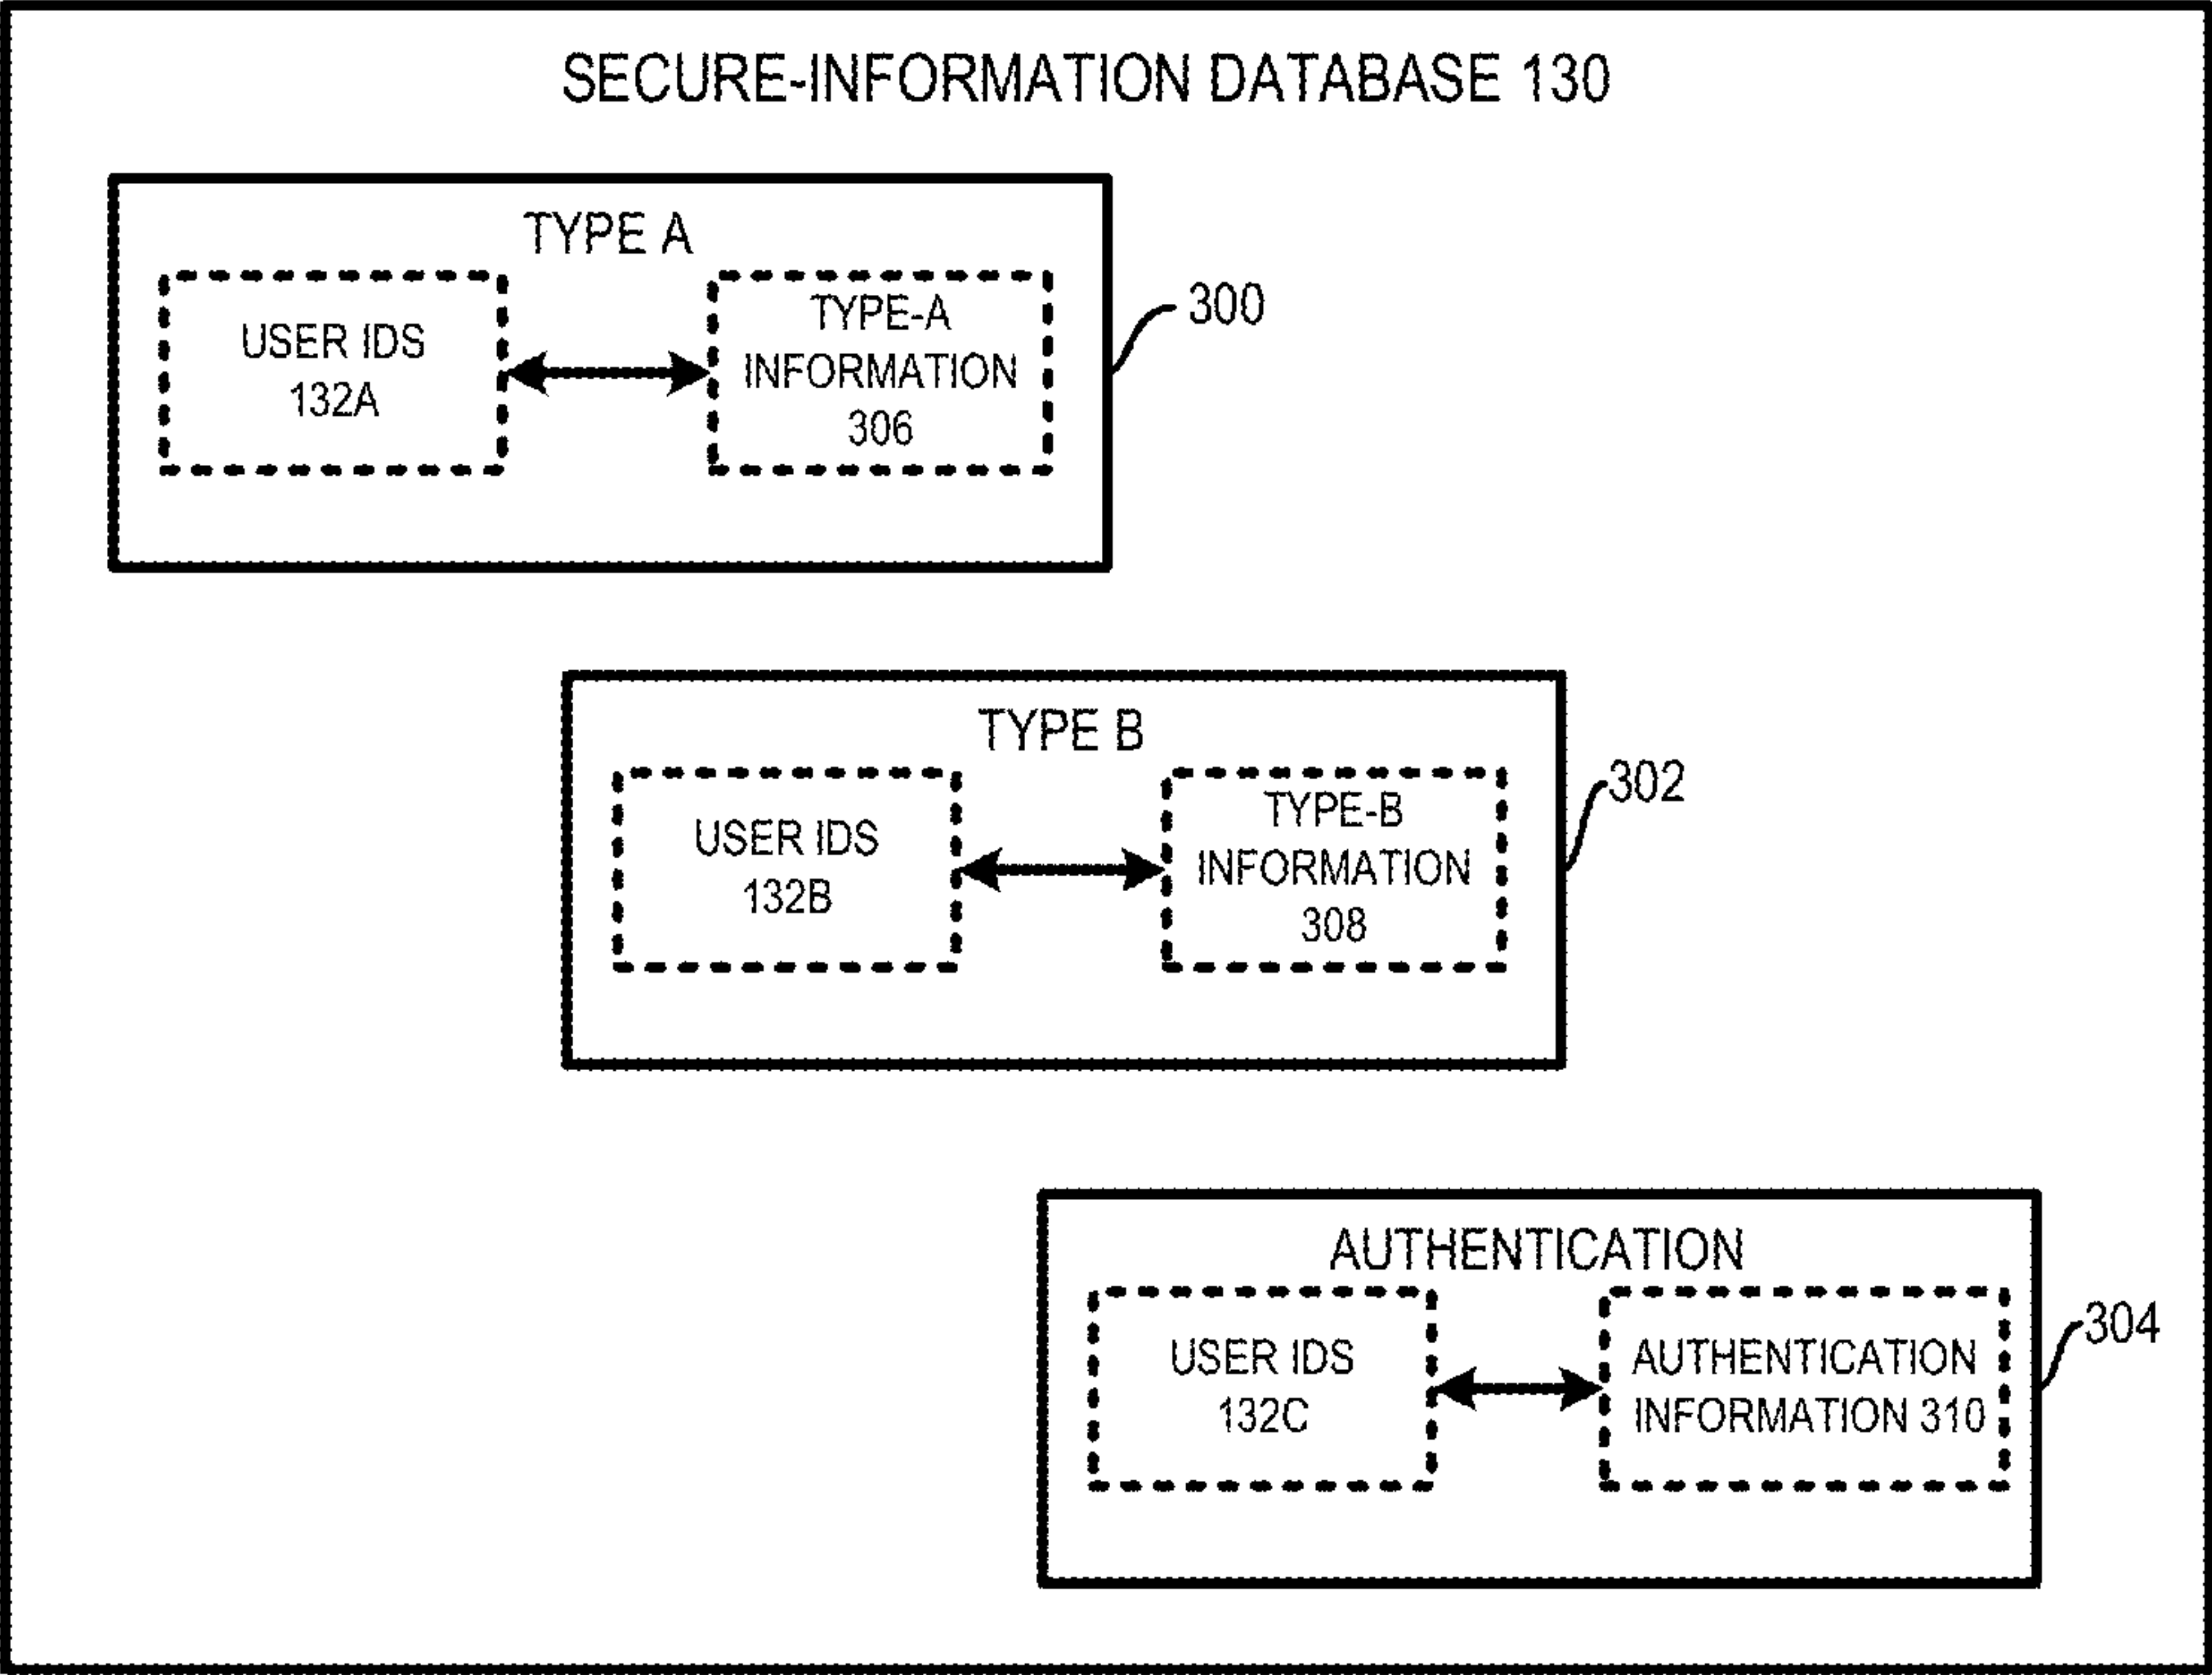 SECURE-INFORMATION DATABASE 130
TYPE A
USER IDS
132A
TYPE-A
INFORMATION
306
300
TYPE B
USER IDS
132B
TYPE-B
INFORMATION
308
302
AUTHENTICATION
USER IDS
132C
AUTHENTICATION
INFORMATION 310
304